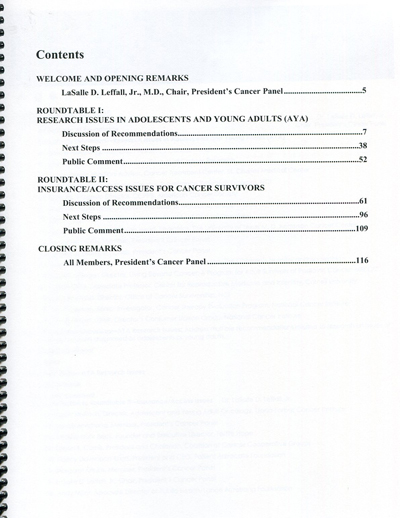 Contents
WELCOME AND OPENING REMARKS
LaSalle D. Leffall, Jr., M.D., Chair, President's Cancer Panel....................................5
ROUNDTABLE I:
RESEARCH ISSUES IN ADOLESCENTS AND YOUNG ADULTS (AYA)
Discussion of Recommendations....................................7
Next Steps ....................................38
Public Comment....................................52
ROUNDTABLE II:
INSURANCE/ACCESS ISSUES FOR CANCER SURVIVORS
Discussion of Recommendations....................................61
Next Steps ....................................96
Public Comment....................................109
CLOSING REMARKS
All Members, President's Cancer Panel ....................................116